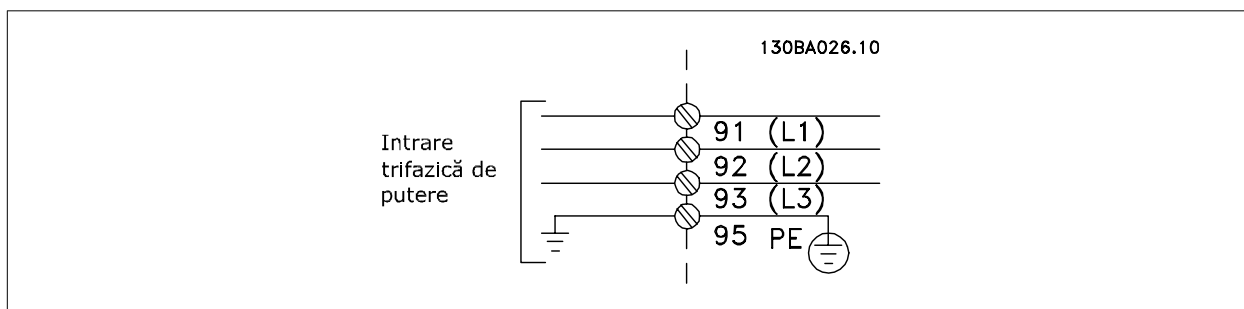 130BA026.10
Intrare
trifazică de
putere
91 (L1)
92 (L2)
93 (L3)
95 PE